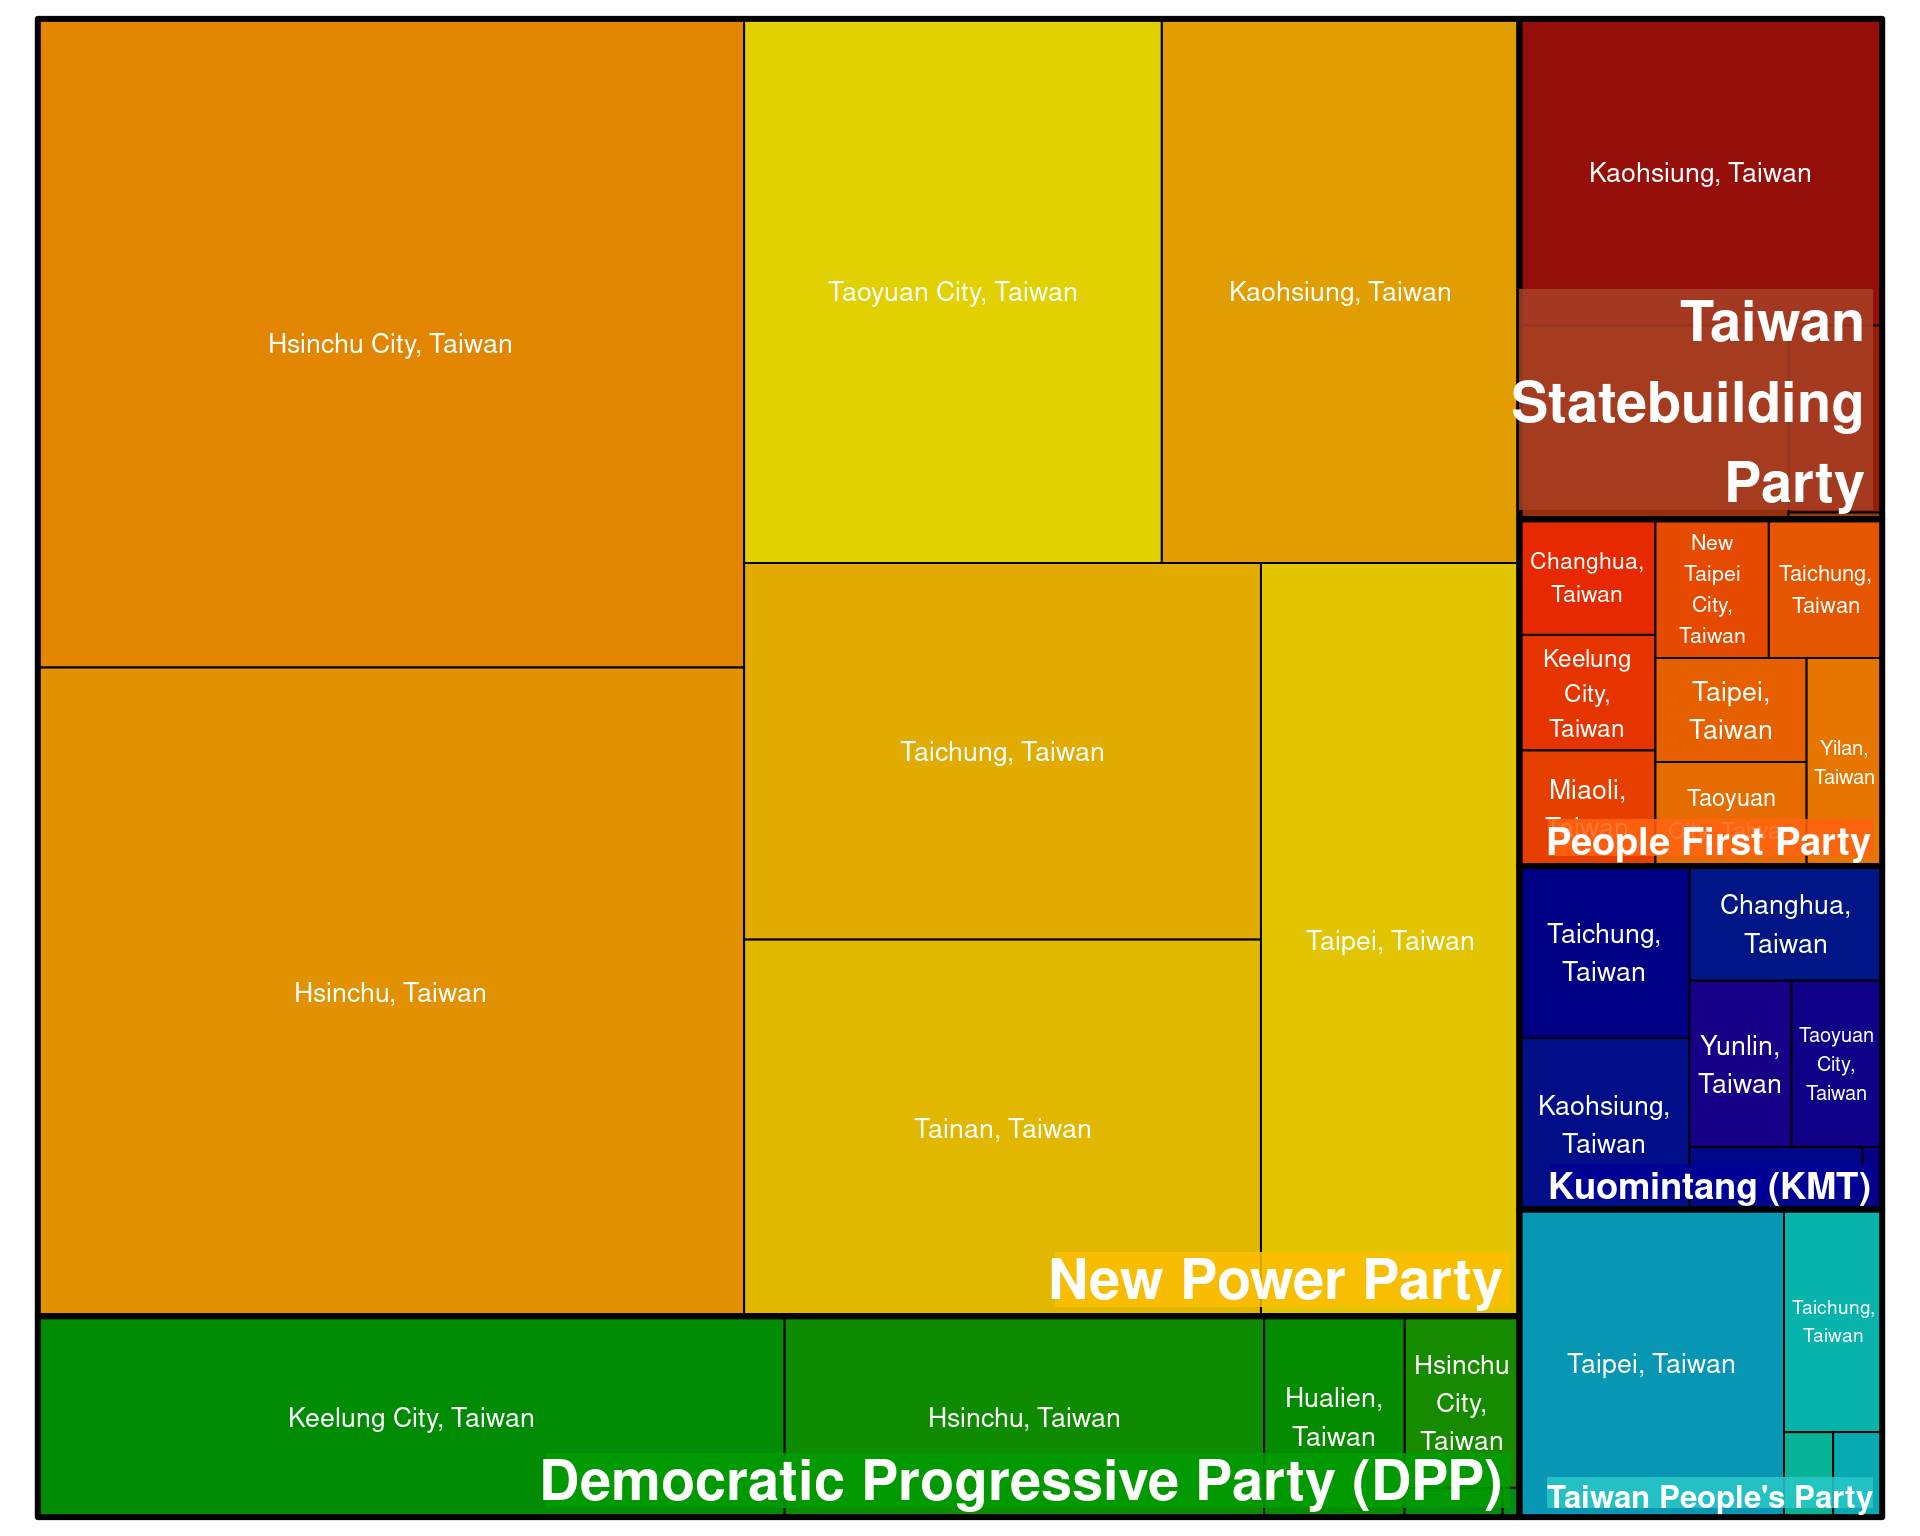 Hsinchu City, Taiwan
Hsinchu, Taiwan
Taoyuan City, Taiwan
Kaohsiung, Taiwan
Taichung, Taiwan
Tainan, Taiwan
Taipei, Taiwan
New Power Party
Keelung City, Taiwan
Hsinchu, Taiwan
Hualien,
Taiwan
Hsinchu
City,
Taiwan
Democratic Progressive Party (DPP)
Kaohsiung, Taiwan
Taiwan
Statebuilding
Party
Changhua,
Taiwan
Keelung
City,
Taiwan
Miaoli,
Taiwan
New
Taipei
City,
Taiwan
Taichung,
Taiwan
Taipei,
Taiwan
Taoyuan
City, Taiwan
Yilan,
Taiwan
People First Party
Taichung,
Taiwan
Kaohsiung,
Taiwan
Changhua,
Taiwan
Yunlin,
Taiwan
Taoyuan
City,
Taiwan
Kuomintang (KMT)
Taipei, Taiwan
Taichung,
Taiwan
Taiwan People's Party